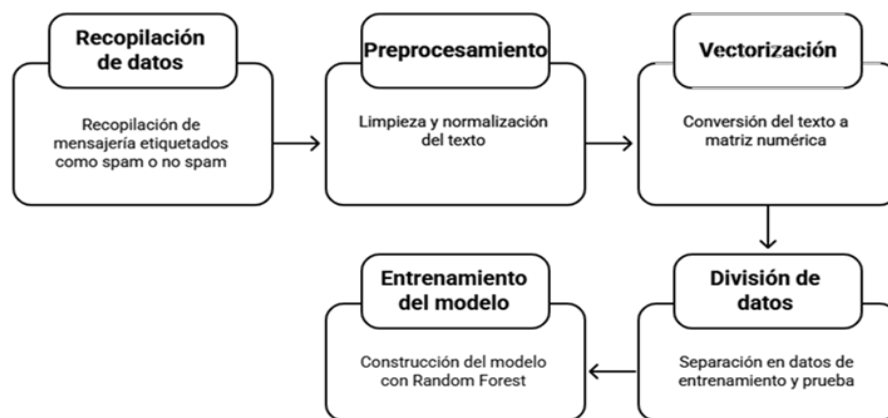 Recopilación
de datos
Recopilación de
mensajería etiquetados
como spam o no spam
Preprocesamiento
Limpieza y normalización
del texto
Vectorización
Conversión del texto a
matriz numérica
División de
datos
Separación en datos de
entrenamiento y prueba
Entrenamiento
del modelo
Construcción del modelo
con Random Forest